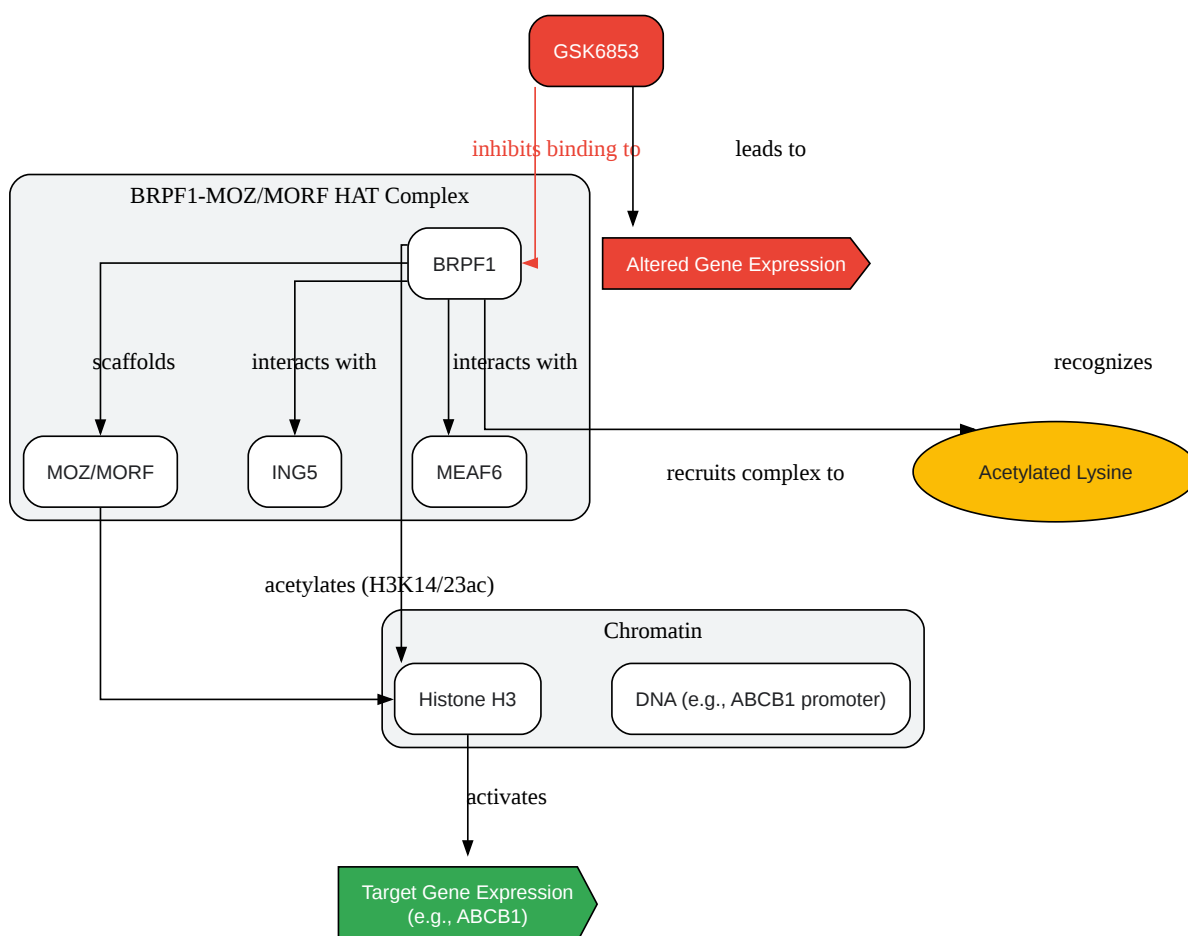 GSK6853
inhibits binding to
leads to
BRPF1-MOZ/MORF HAT Complex
BRPF1
Altered Gene Expression
scaffolds
interacts with
interacts with
recognizes
MOZ/MORF
ING5
MEAF6
recruits complex to
Acetylated Lysine
acetylates (H3K14/23ac)
Chromatin
Histone H3
DNA (e.g., ABCB1 promoter)
activates
Target Gene Expression
(e.g., ABCB1)